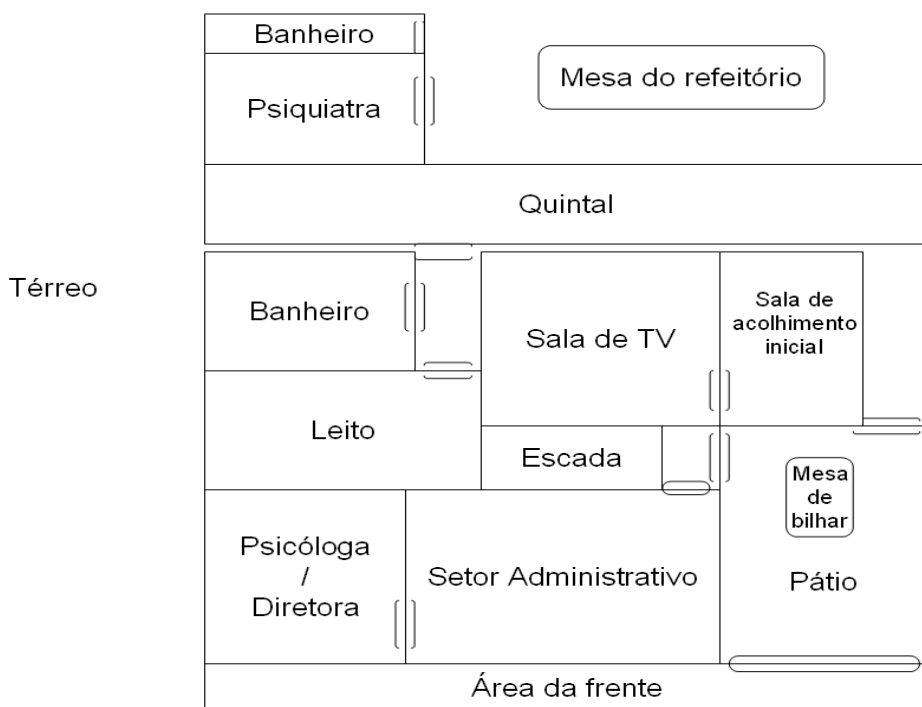 Banheiro
Mesa do refeitório
Psiquiatra
Quintal
Térreo
Banheiro
Sala de TV
Sala de
acolhimento
inicial
Leito
Escada
Mesa
de
bilhar
Psicóloga
/
Diretora
Setor Administrativo
Pátio
Área da frente